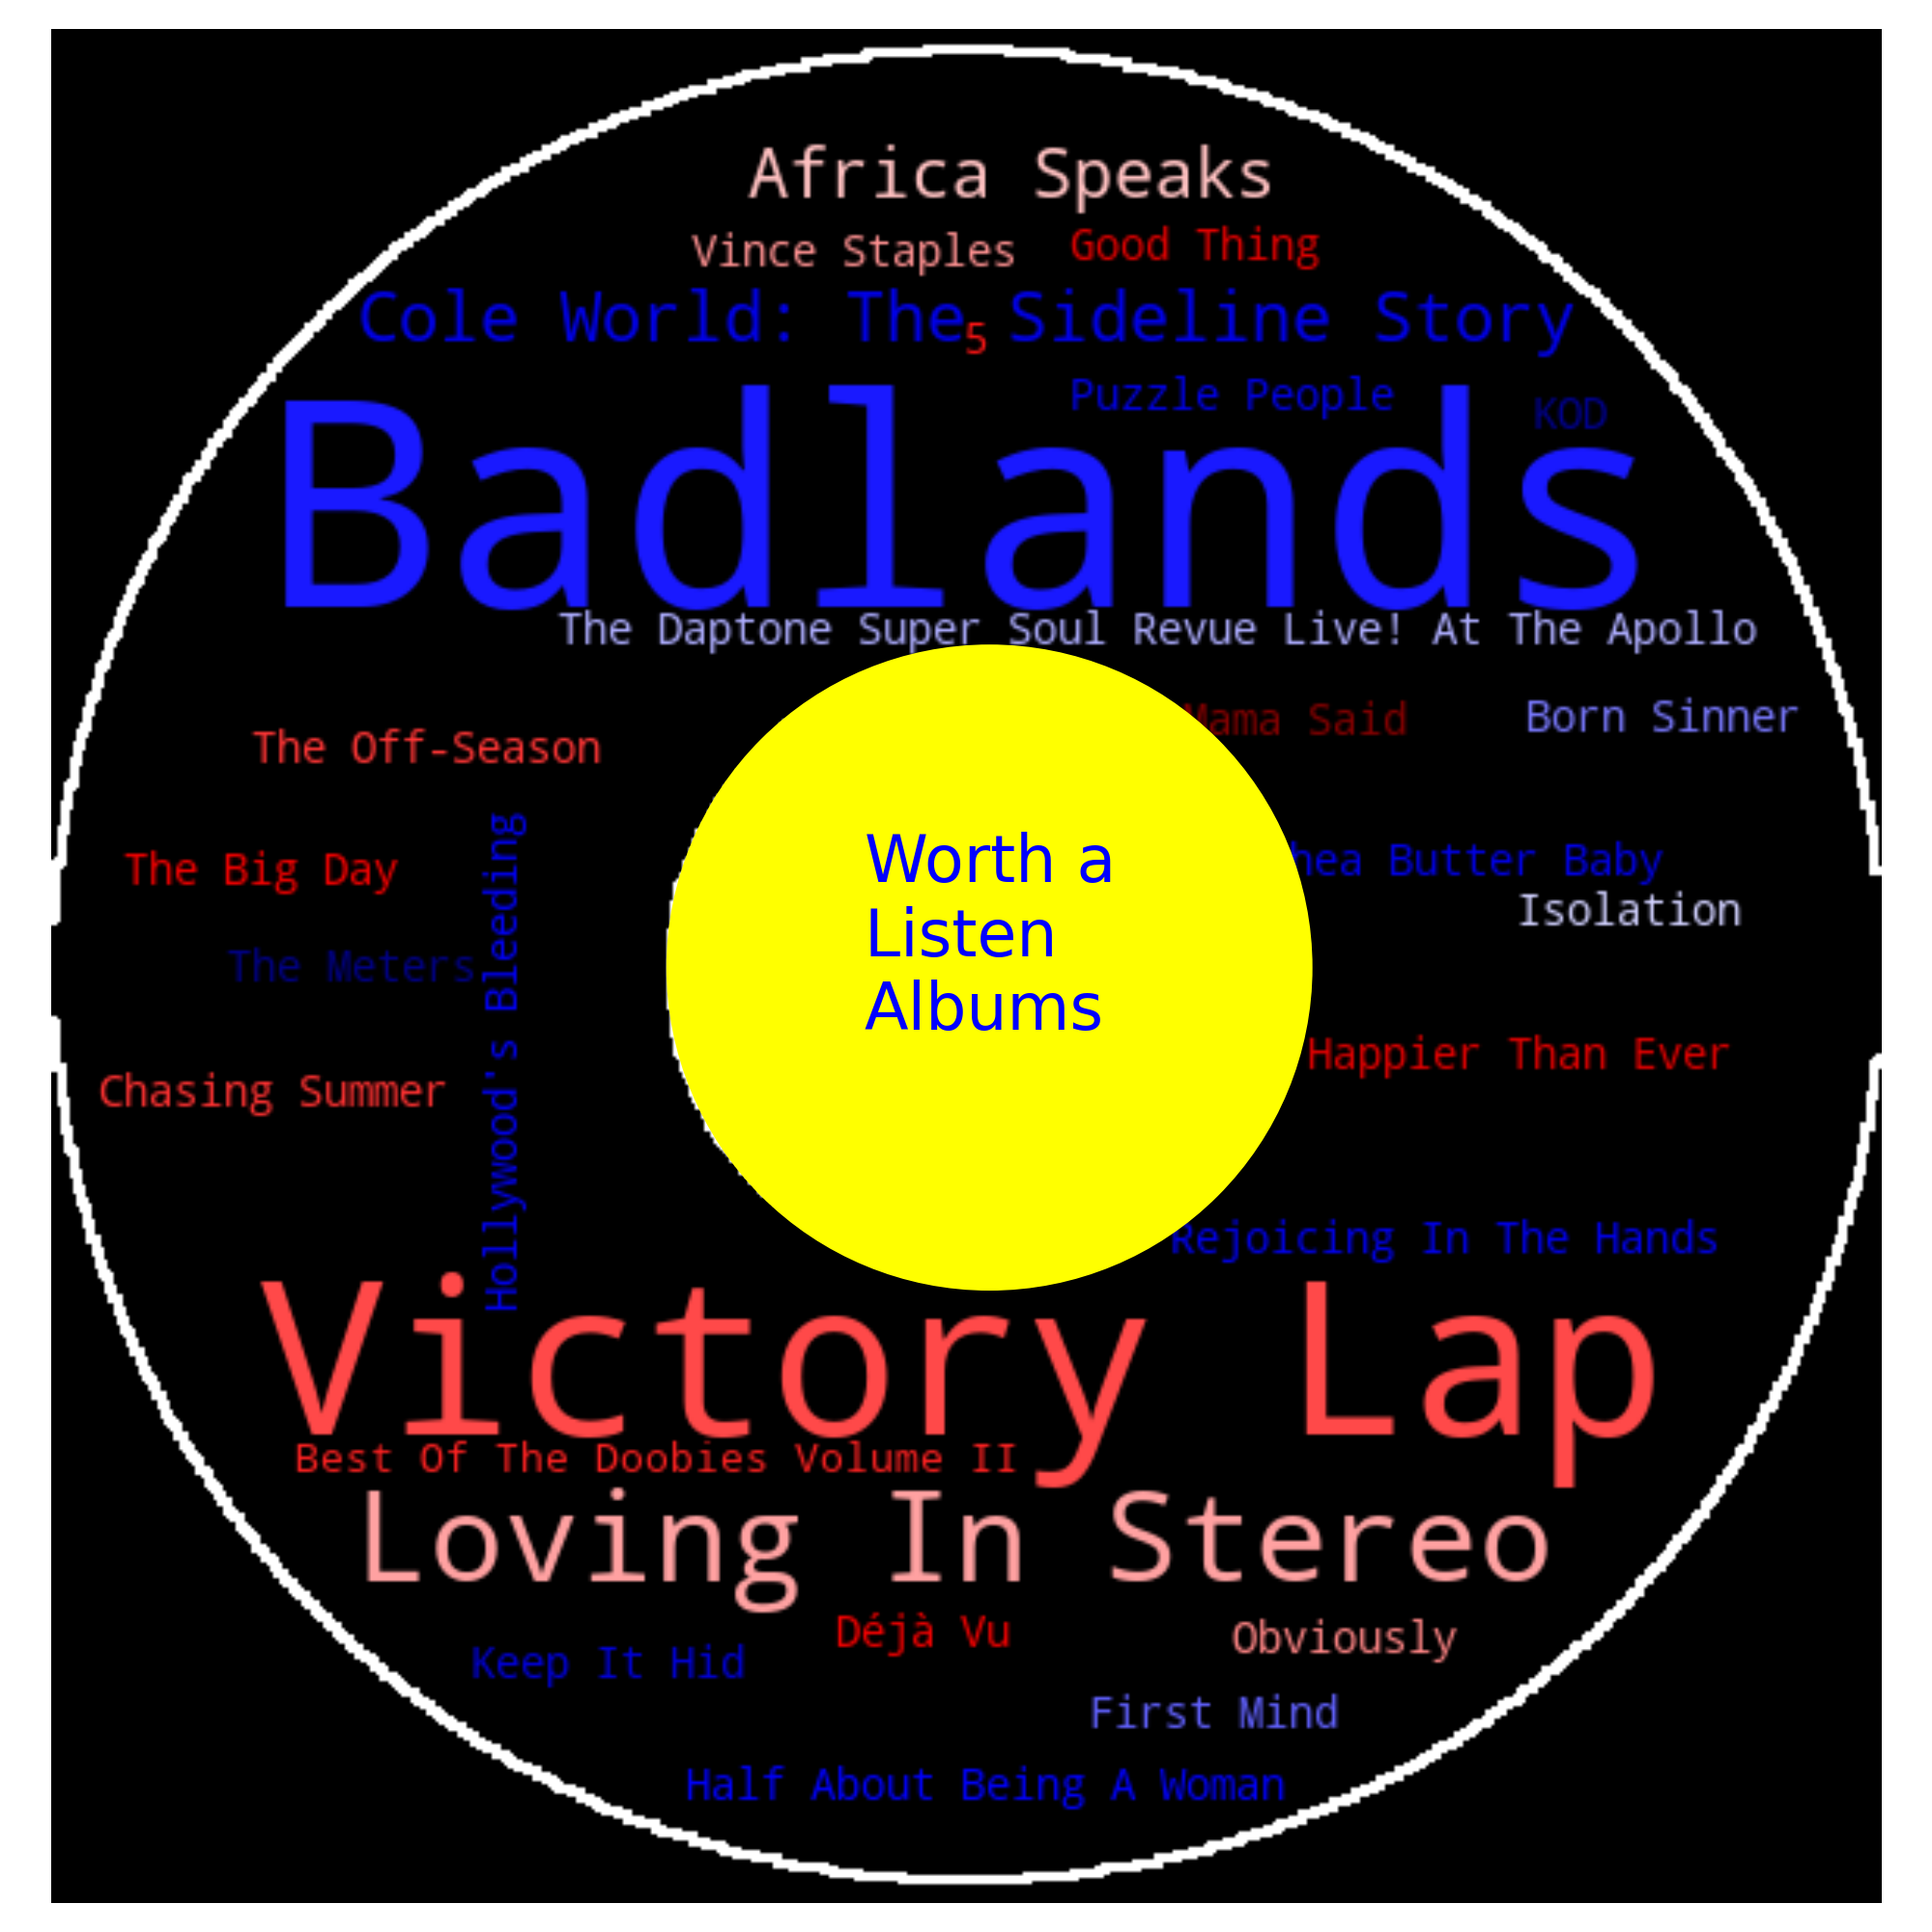 Africa Speaks
Vince Staples
Good Thing
Cole World: The Sideline Story
5
Puzzle People
KOD
Badlands
The Daptone Super Soul Revue Live! At The Apollo
Mama Said
Born Sinner
The Off-Season
Worth a
Listen
Albums
hea Butter Baby
The Big Day
Isolation
The Meters
Hollywood's Bleeding
Happier Than Ever
Chasing Summer
Rejoicing In The Hands
Victory Lap
Best Of The Doobies Volume II
Loving In Stereo
Déjà Vu
Obviously
Keep It Hid
First Mind
Half About Being A Woman